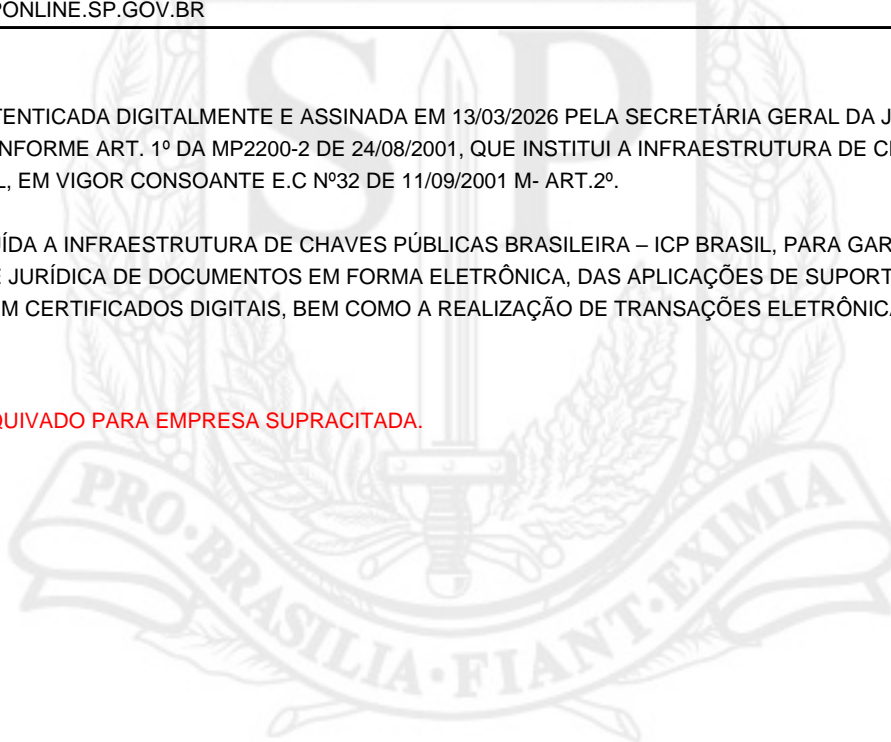 PONLINE.SP.GOV.BR
TENTICADA DIGITALMENTE E ASSINADA EM 13/03/2026 PELA SECRETÁRIA GERAL DA J
NFORME ART. 1º DA MP2200-2 DE 24/08/2001, QUE INSTITUI A INFRAESTRUTURA DE C
L, EM VIGOR CONSOANTE E.C Nº32 DE 11/09/2001 M- ART.2º.
ÍDA A INFRAESTRUTURA DE CHAVES PÚBLICAS BRASILEIRA – ICP BRASIL, PARA GAR
E JURÍDICA DE DOCUMENTOS EM FORMA ELETRÔNICA, DAS APLICAÇÕES DE SUPORT
M CERTIFICADOS DIGITAIS, BEM COMO A REALIZAÇÃO DE TRANSAÇÕES ELETRÔNICA
QUIVADO PARA EMPRESA SUPRACITADA.
SP
PRO·BRASILIA·FIANT·EXIMIA